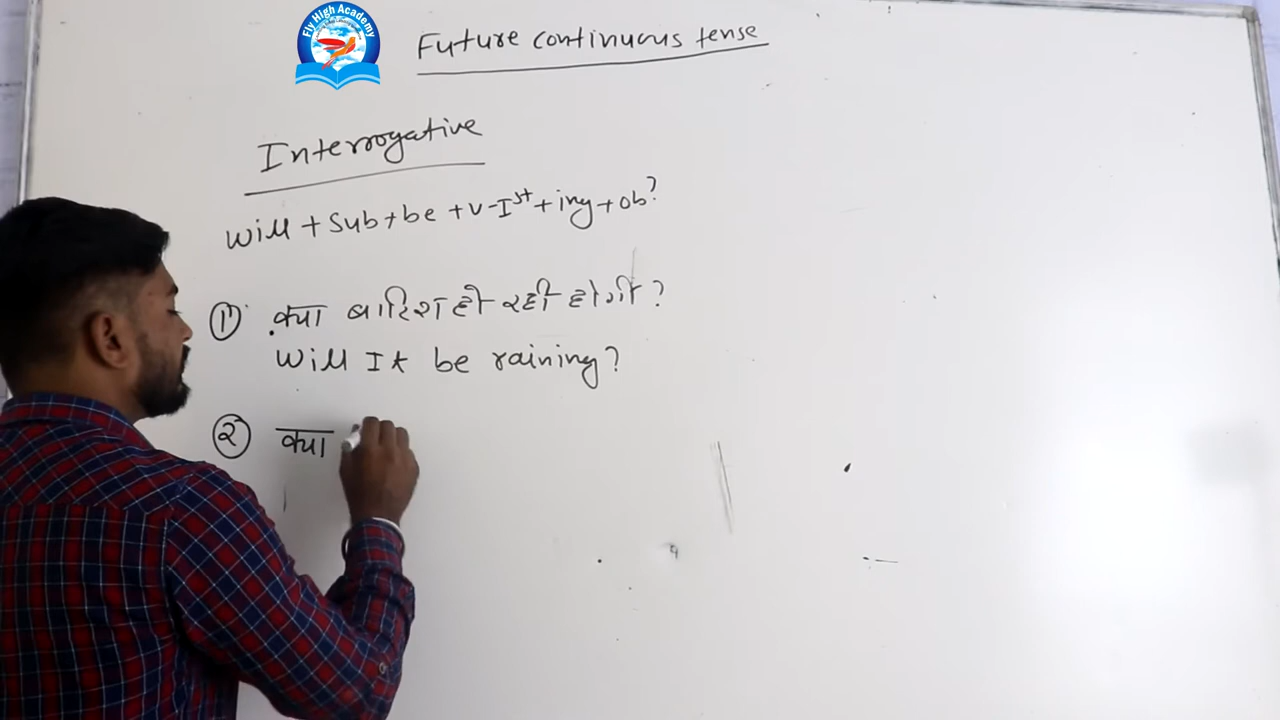 Fly High Academy
Future continuous tense
Interrogative
Will + Sub + be + V-Ist + ing + ob?
① क्या बारिश हो रही होगी?
Will It be raining?
② क्या